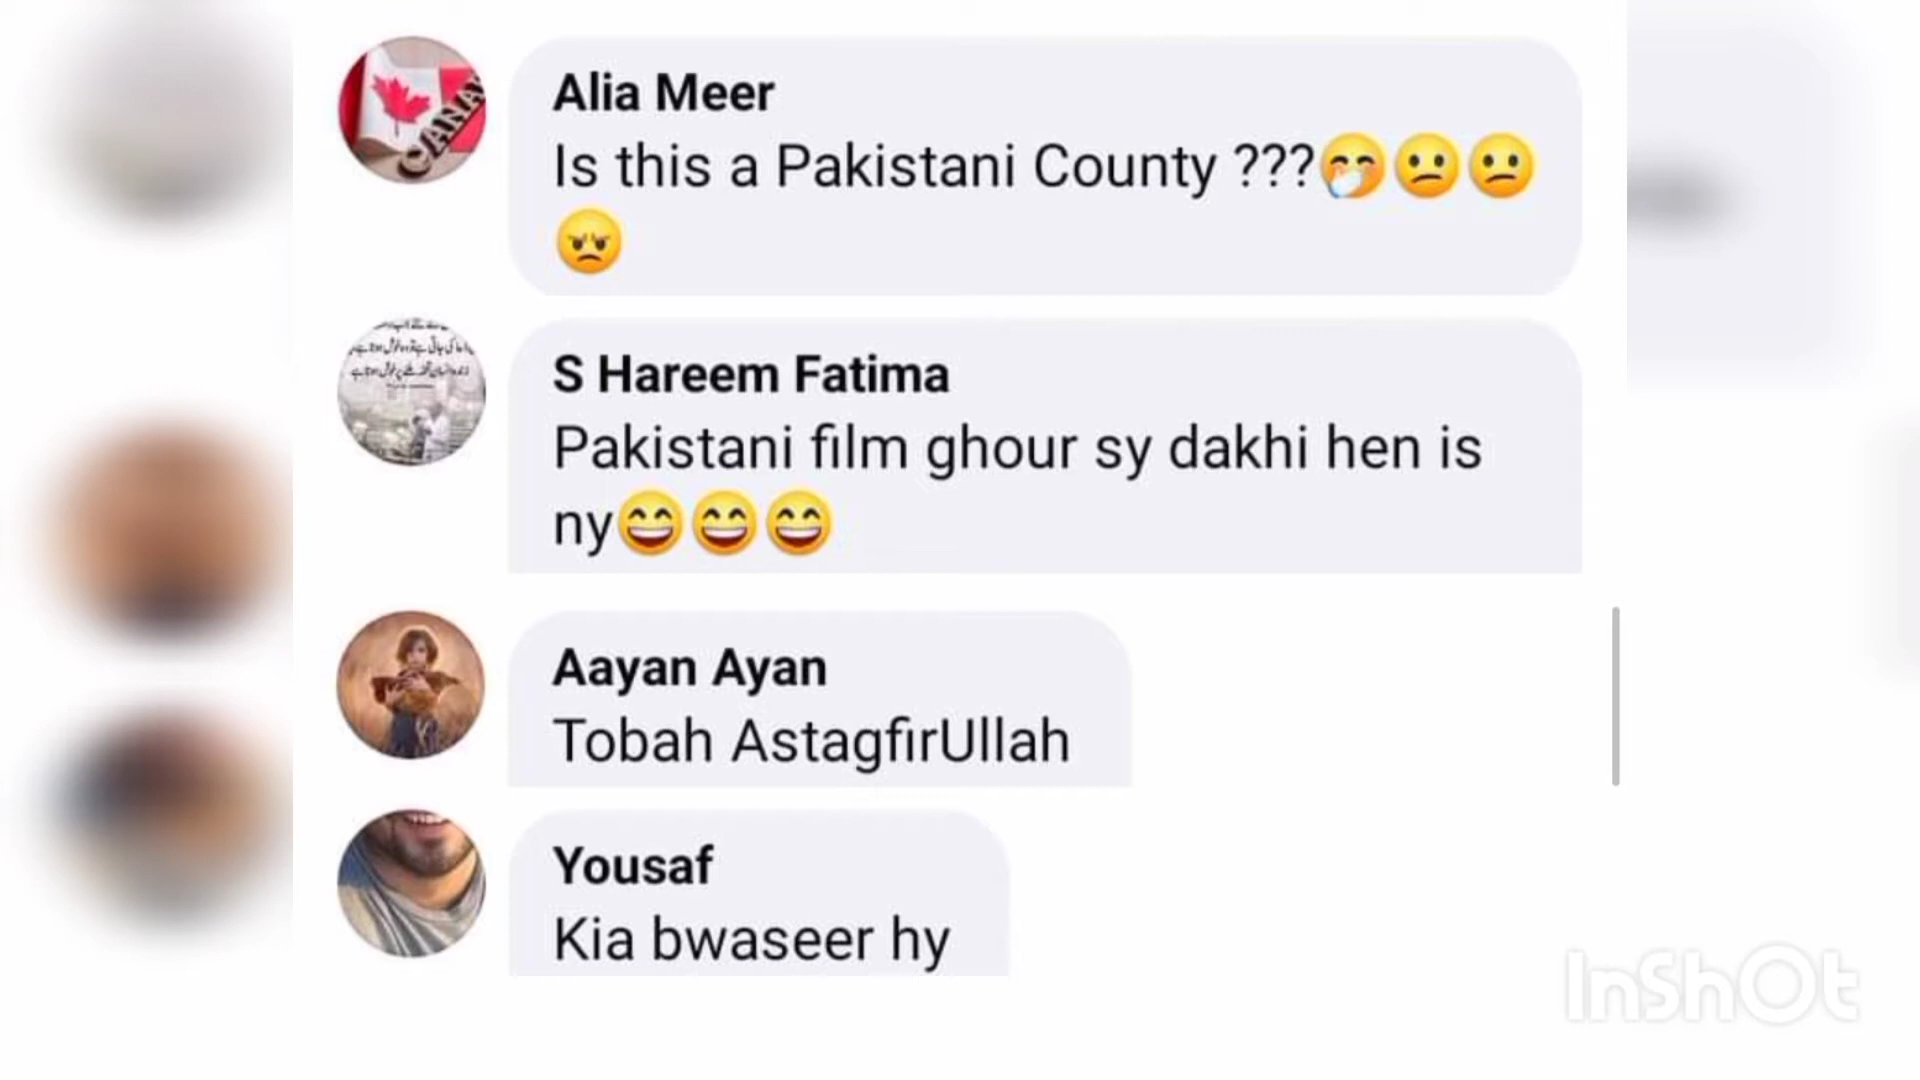 Alia Meer
Is this a Pakistani County ???🤭😕😕
😠
S Hareem Fatima
Pakistani film ghour sy dakhi hen is
ny😄😄😄
Aayan Ayan
Tobah AstagfirUllah
Yousaf
Kia bwaseer hy
InShOt